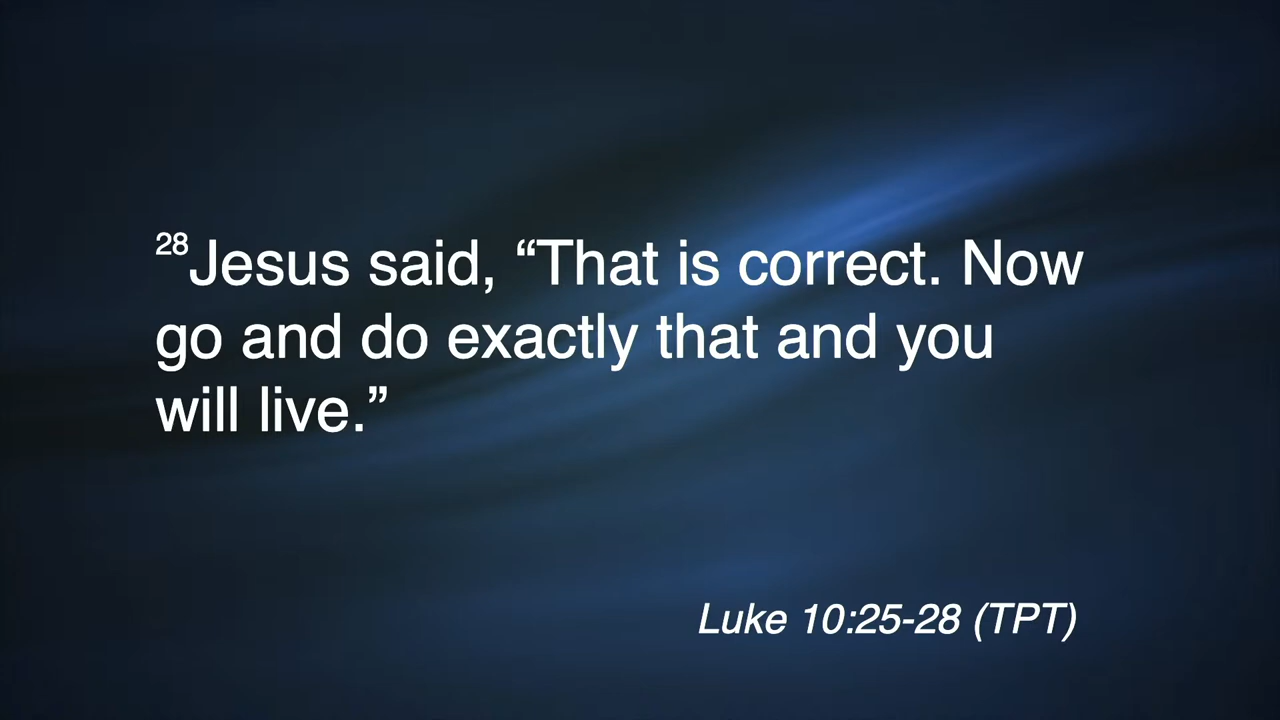 28Jesus said, “That is correct. Now
go and do exactly that and you
will live.”
Luke 10:25-28 (TPT)